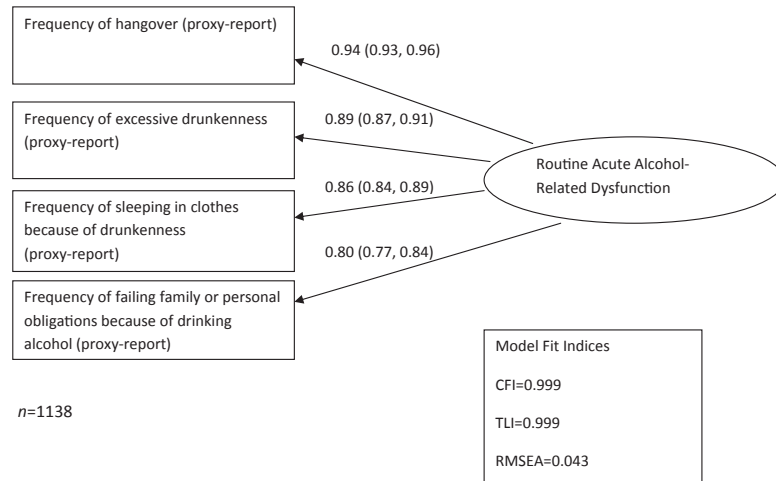 Frequency of hangover (proxy-report)
0.94 (0.93, 0.96)
Frequency of excessive drunkenness
(proxy-report)
0.89 (0.87, 0.91)
Routine Acute Alcohol-
Related Dysfunction
Frequency of sleeping in clothes
because of drunkenness
(proxy-report)
0.86 (0.84, 0.89)
0.80 (0.77, 0.84)
Frequency of failing family or personal
obligations because of drinking
alcohol (proxy-report)
n=1138
Model Fit Indices
CFI=0.999
TLI=0.999
RMSEA=0.043